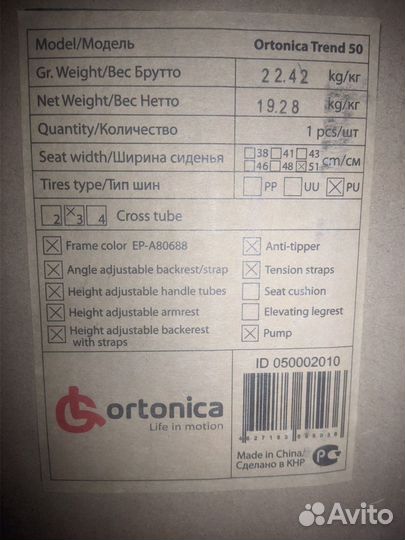 Model/Модель Ortonica Trend 50
Gr. Weight/Вес Брутто 22.42 kg/кг
Net Weight/Вес Нетто 19.28 kg/кг
Quantity/Количество 1 pcs/шт
Seat width/Ширина сиденья 38 41 43 46 48 51 cm/см
Tires type/Тип шин PP UU PU
2 3 4 Cross tube
Frame color EP-A80688
Anti-tipper
Angle adjustable backrest/strap
Tension straps
Height adjustable handle tubes
Seat cushion
Height adjustable armrest
Elevating legrest
Height adjustable backerest
with straps
Pump
ID 050002010
ortonica
Life in motion
Made in China/
Сделано в КНР
Avito